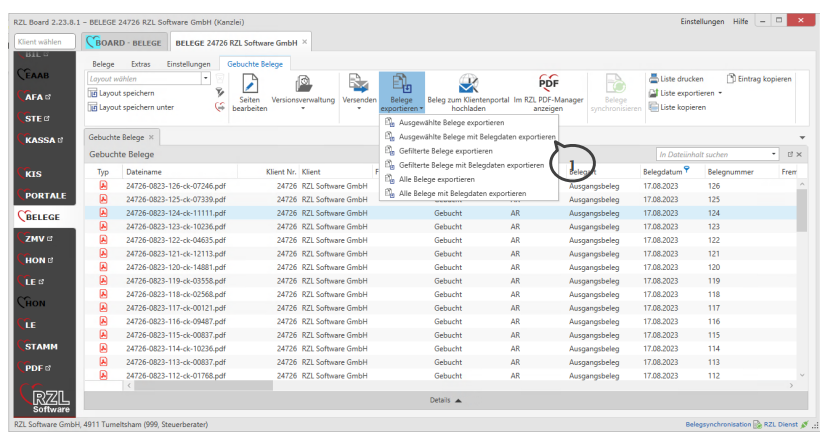 RZL Board 2.23.8.1 – BELEGE 24726 RZL Software GmbH (Kanzlei)
Einstellungen Hilfe
Klient wählen
BOARD - BELEGE
BELEGE 24726 RZL Software GmbH ×
Belege Extras Einstellungen Gebuchte Belege
Layout wählen
Layout speichern
Layout speichern unter
Seiten bearbeiten
Versionsverwaltung
Versenden
Belege exportieren
Beleg zum Klientenportal hochladen
PDF
Im RZL PDF-Manager anzeigen
Belege synchronisieren
Liste drucken
Liste exportieren
Liste kopieren
Eintrag kopieren
Ausgewählte Belege exportieren
Ausgewählte Belege mit Belegdaten exportieren
Gefilterte Belege exportieren
Gefilterte Belege mit Belegdaten exportieren
Alle Belege exportieren
Alle Belege mit Belegdaten exportieren
1
EAAB
AFA
STE
KASSA
KIS
PORTALE
BELEGE
ZMV
HON
LE
HON
LE
STAMM
PDF
RZL
Software
Gebuchte Belege ×
Gebuchte Belege
In Dateiinhalt suchen
Typ Dateiname Klient Nr. Klient Belegart Belegdatum Belegnummer Frem
24726-0823-126-ck-07246.pdf 24726 RZL Software GmbH Ausgangsbeleg 17.08.2023 126
24726-0823-125-ck-07339.pdf 24726 RZL Software GmbH Ausgangsbeleg 17.08.2023 125
24726-0823-124-ck-11111.pdf 24726 RZL Software GmbH Gebucht AR Ausgangsbeleg 17.08.2023 124
24726-0823-123-ck-10236.pdf 24726 RZL Software GmbH Gebucht AR Ausgangsbeleg 17.08.2023 123
24726-0823-122-ck-04635.pdf 24726 RZL Software GmbH Gebucht AR Ausgangsbeleg 17.08.2023 122
24726-0823-121-ck-12113.pdf 24726 RZL Software GmbH Gebucht AR Ausgangsbeleg 17.08.2023 121
24726-0823-120-ck-14881.pdf 24726 RZL Software GmbH Gebucht AR Ausgangsbeleg 17.08.2023 120
24726-0823-119-ck-03558.pdf 24726 RZL Software GmbH Gebucht AR Ausgangsbeleg 17.08.2023 119
24726-0823-118-ck-02568.pdf 24726 RZL Software GmbH Gebucht AR Ausgangsbeleg 17.08.2023 118
24726-0823-117-ck-00121.pdf 24726 RZL Software GmbH Gebucht AR Ausgangsbeleg 17.08.2023 117
24726-0823-116-ck-09487.pdf 24726 RZL Software GmbH Gebucht AR Ausgangsbeleg 17.08.2023 116
24726-0823-115-ck-00837.pdf 24726 RZL Software GmbH Gebucht AR Ausgangsbeleg 17.08.2023 115
24726-0823-114-ck-10236.pdf 24726 RZL Software GmbH Gebucht AR Ausgangsbeleg 17.08.2023 114
24726-0823-113-ck-00837.pdf 24726 RZL Software GmbH Gebucht AR Ausgangsbeleg 17.08.2023 113
24726-0823-112-ck-01768.pdf 24726 RZL Software GmbH Gebucht AR Ausgangsbeleg 17.08.2023 112
Details
RZL Software GmbH, 4911 Tumeltsham (999, Steuerberater)
Belegsynchronisation RZL Dienst